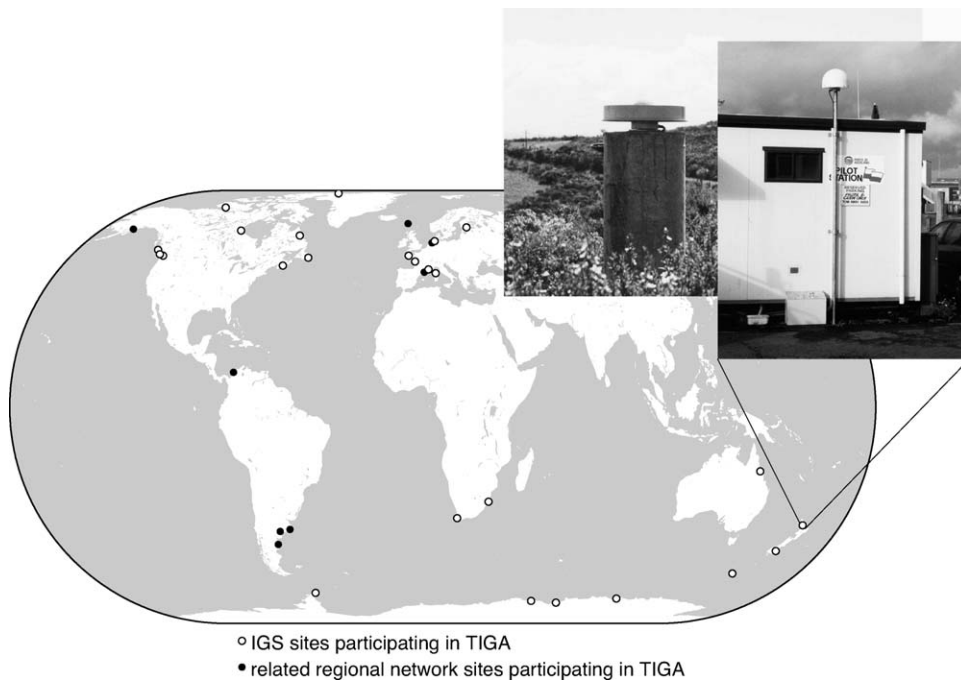 PILOT
STATION
○ IGS sites participating in TIGA
● related regional network sites participating in TIGA